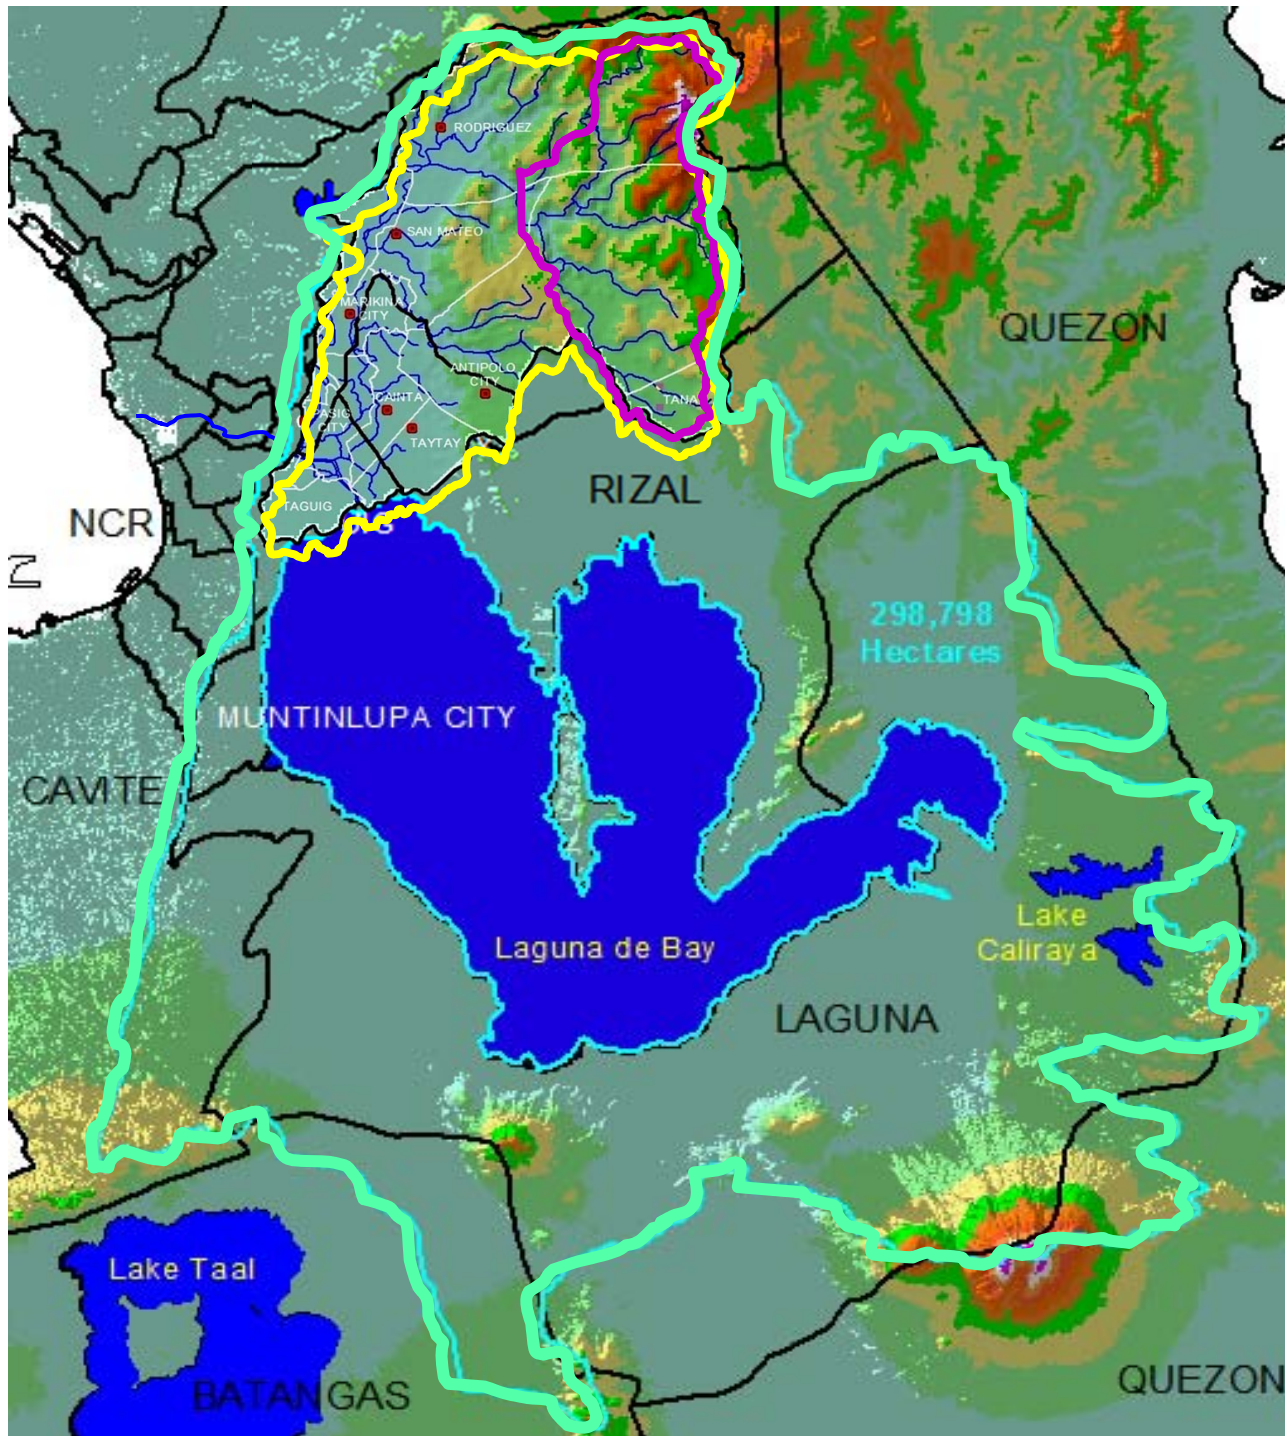 RODRIGUEZ
SAN MATEO
MARIKINA
CITY
QUEZON
ANTIPOLO
CITY
CAINTA
TANA
PASIG
CITY
TAYTAY
RIZAL
TAGUIG
NCR
298,798
Hectares
MUNTINLUPA CITY
CAVITE
Lake
Caliraya
Laguna de Bay
LAGUNA
Lake Taal
BATANGAS
QUEZON